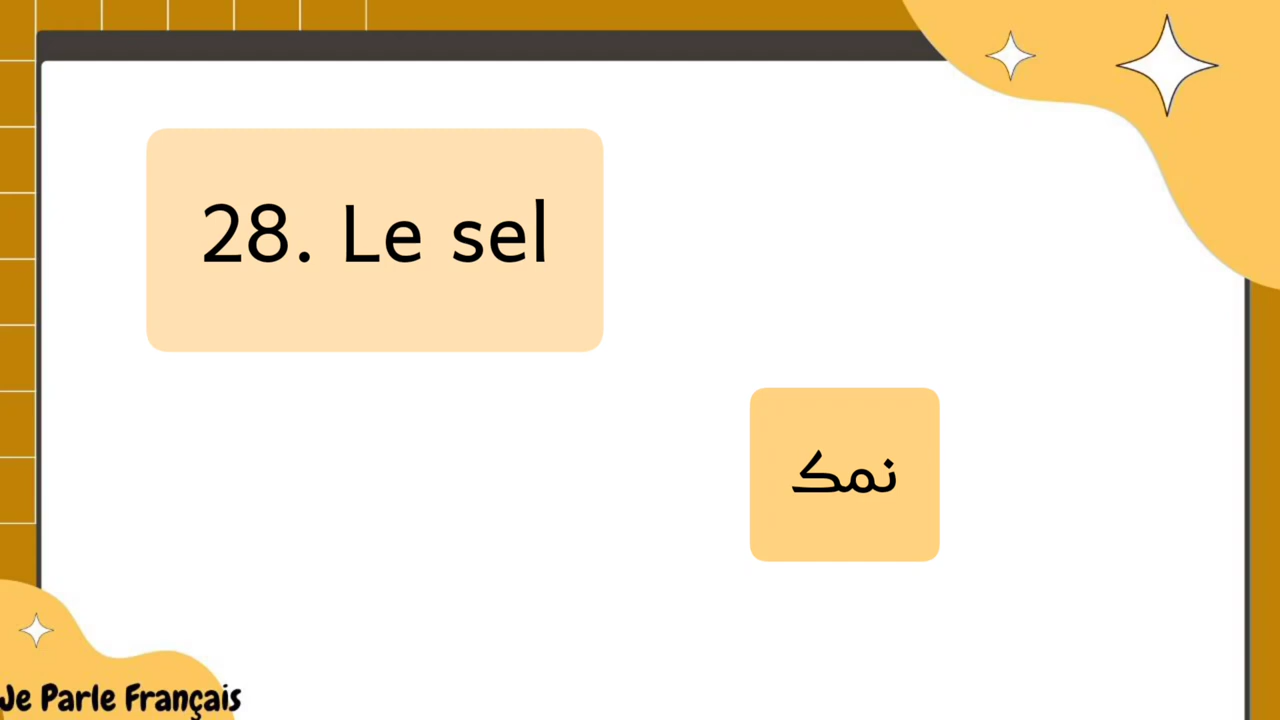 28. Le sel
نمک
Je Parle Français